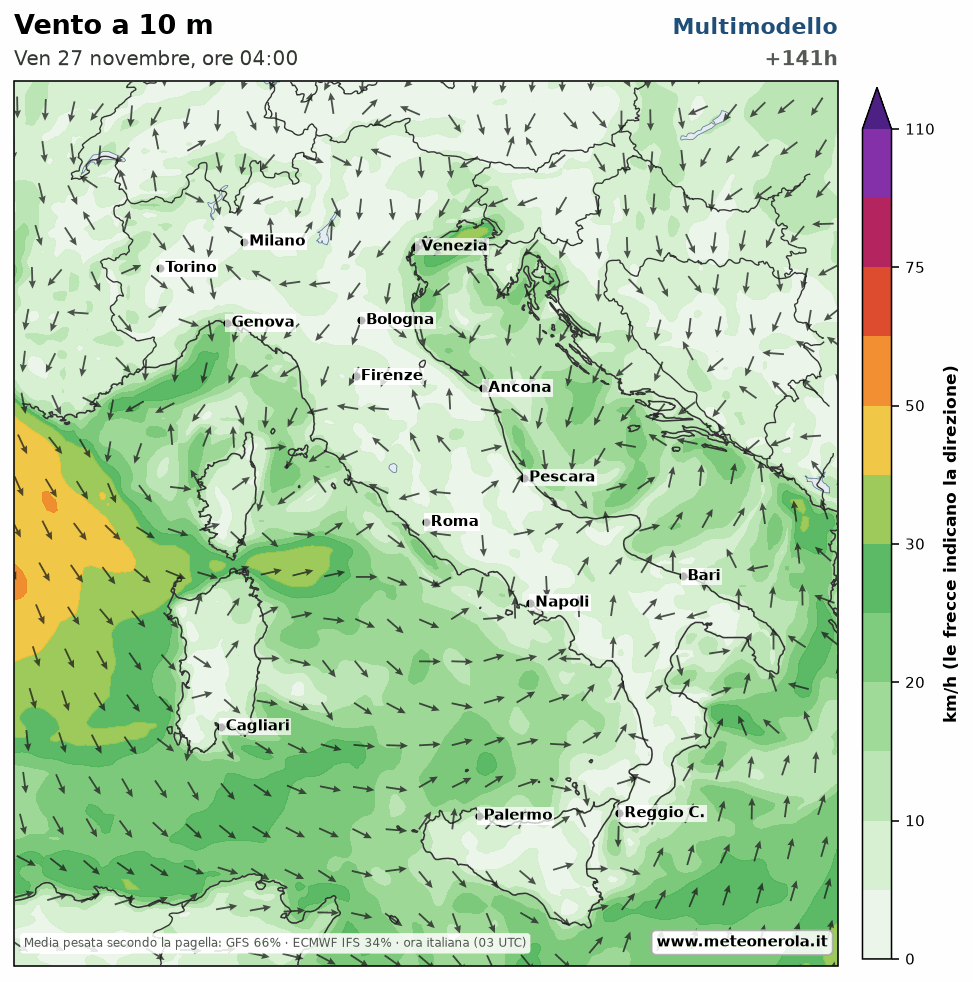 Vento a 10 m
Multimodello
Ven 27 novembre, ore 04:00
+141h
110
75
50
30
20
10
0
km/h (le frecce indicano la direzione)
Venezia
Milano
Torino
Genova
Bologna
Firenze
Ancona
Pescara
Roma
Bari
Napoli
Cagliari
Palermo
Reggio C.
Media pesata secondo la pagella: GFS 66% · ECMWF IFS 34% · ora italiana (03 UTC)
www.meteonerola.it